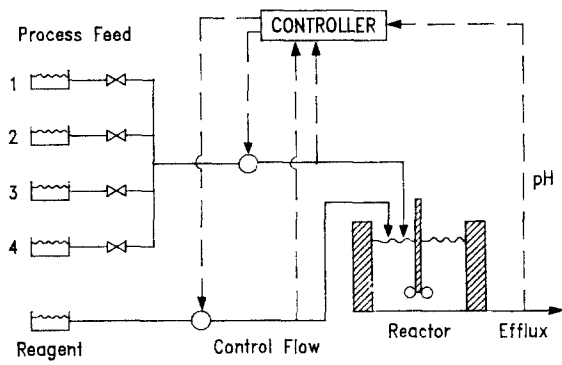 CONTROLLER
Process Feed
1
2
3
4
pH
Reagent
Control Flow
Reactor
Efflux